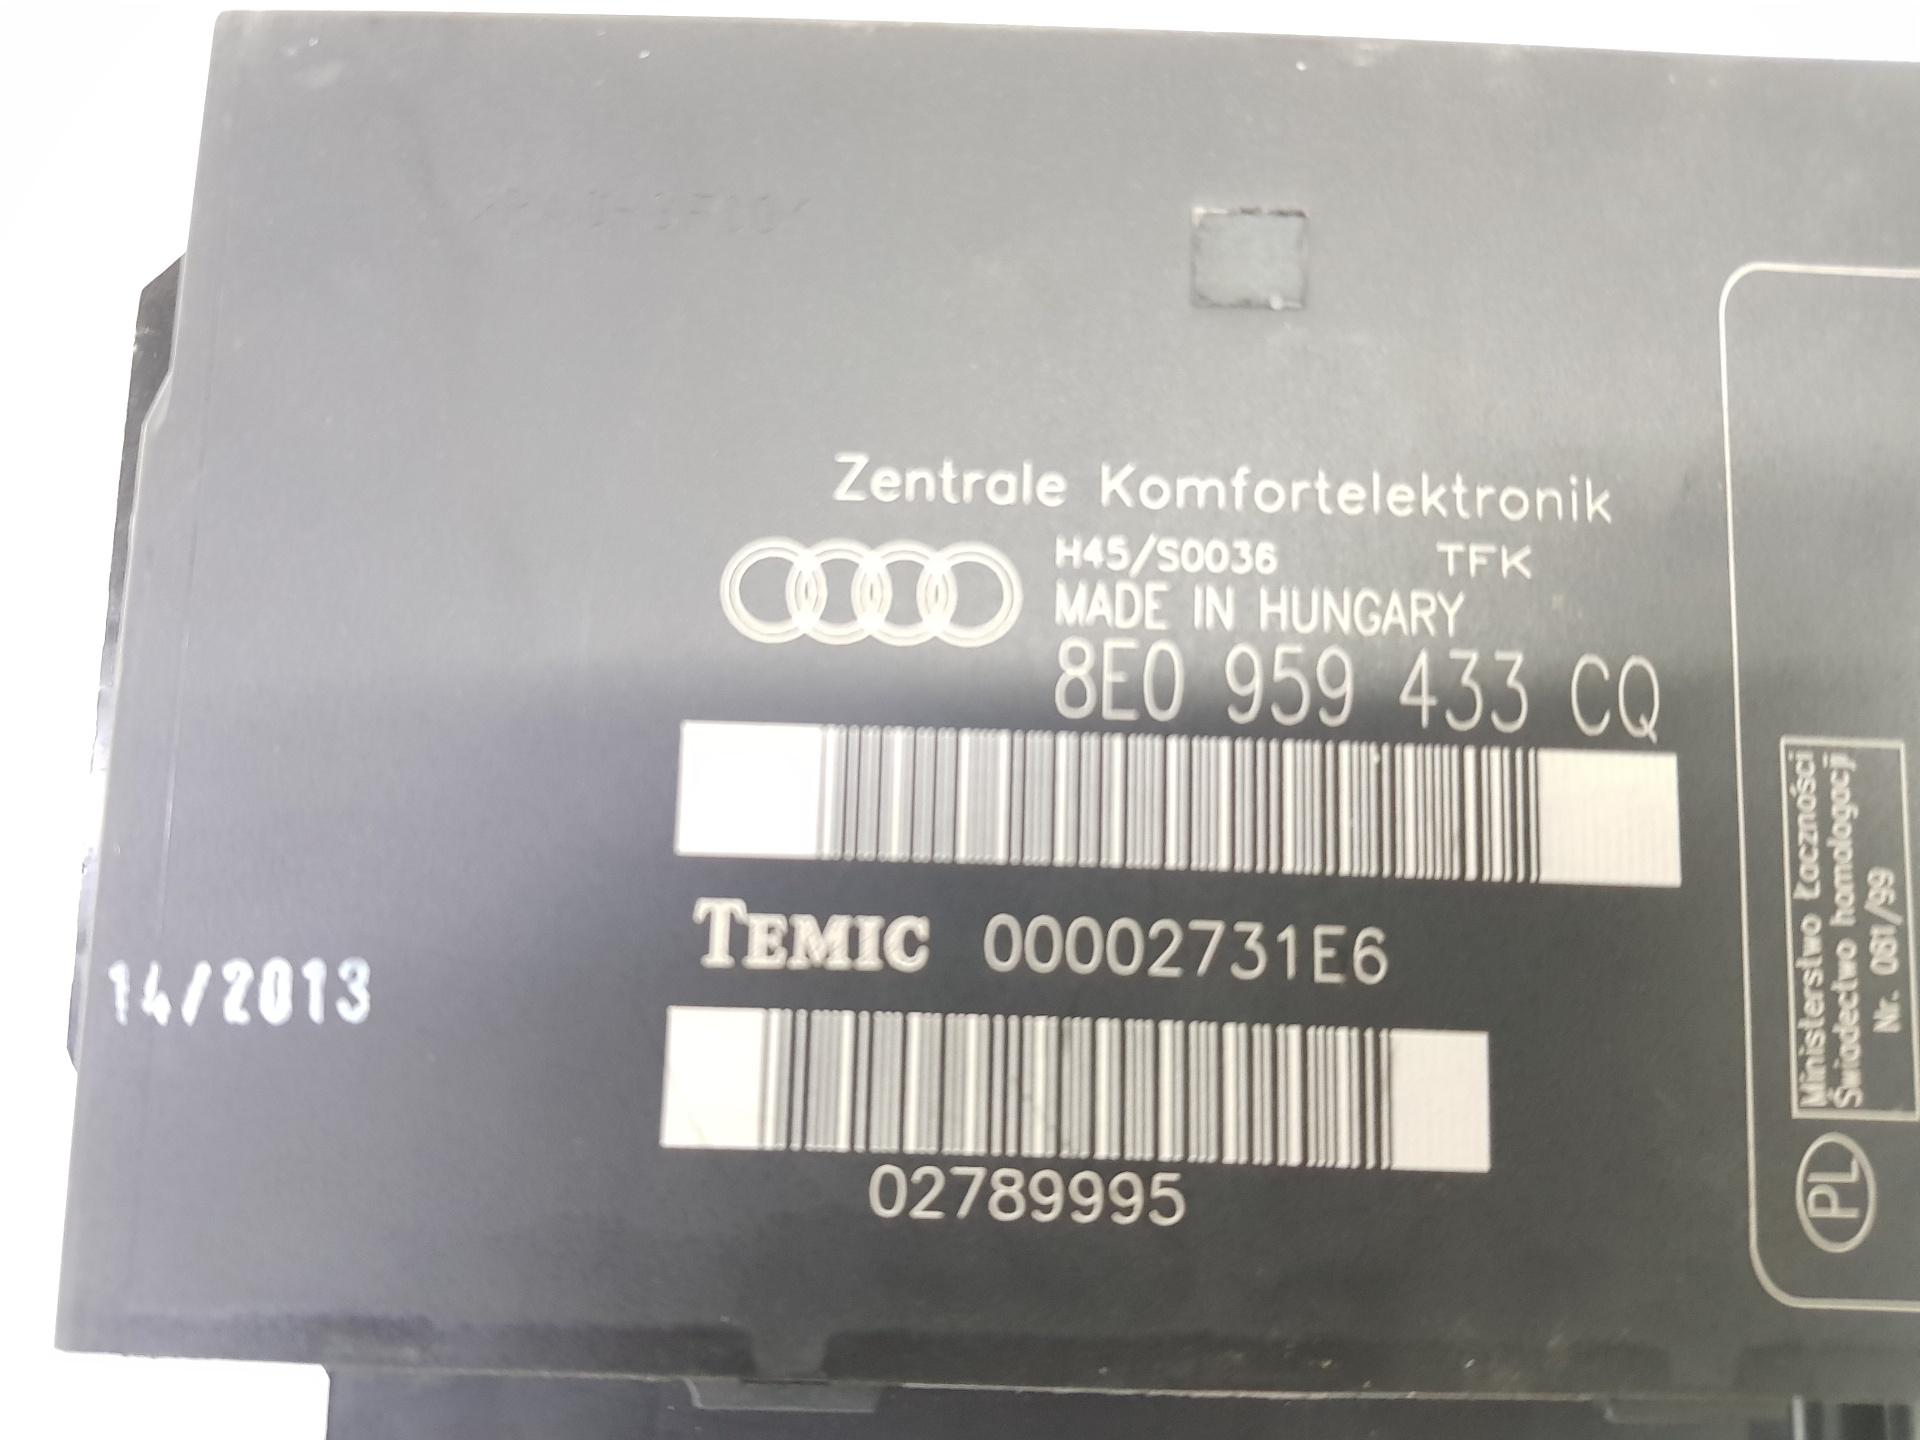 Zentrale Komfortelektronik
H45/S0036 TFK
MADE IN HUNGARY
8E0 959 433 CQ
TEMIC 00002731E6
14/2013
02789995
Ministerstwo Łaczności
Świadectwo homologacji
Nr. 061/99
PL